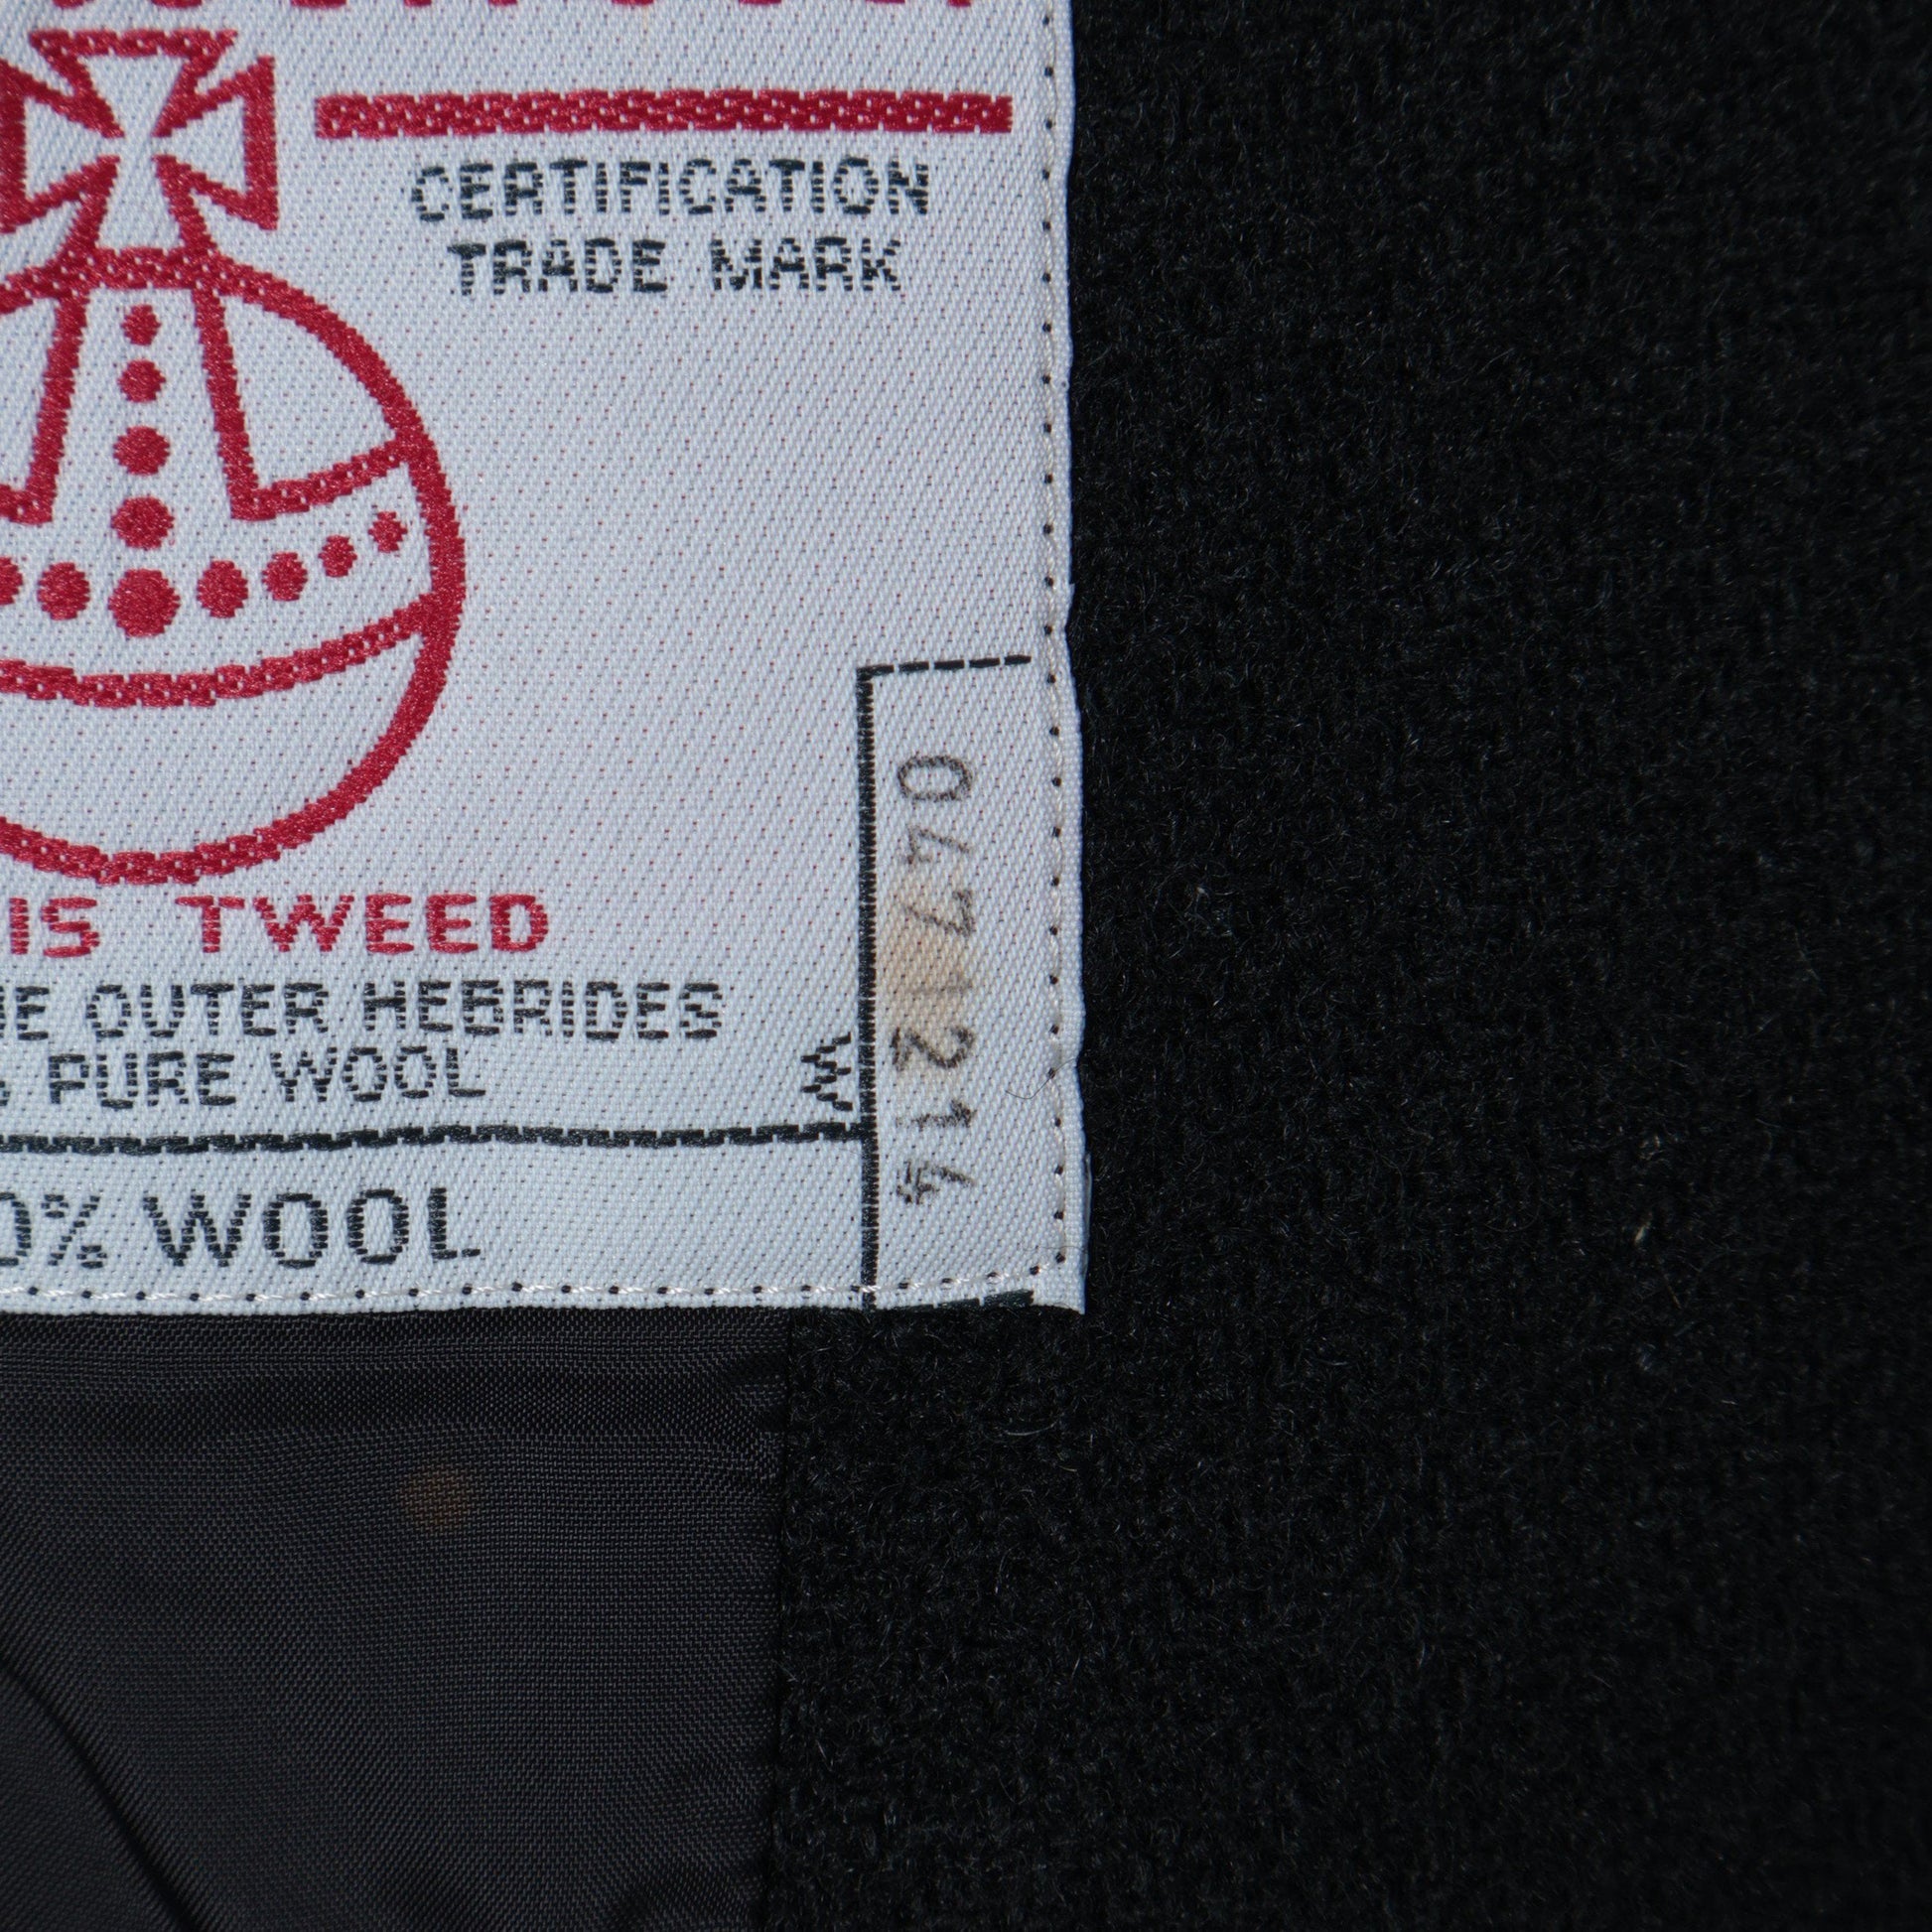 CERTIFICATION
TRADE MARK
IS TWEED
OUTER HEBRIDES
PURE WOOL
W
0% WOOL
0471214